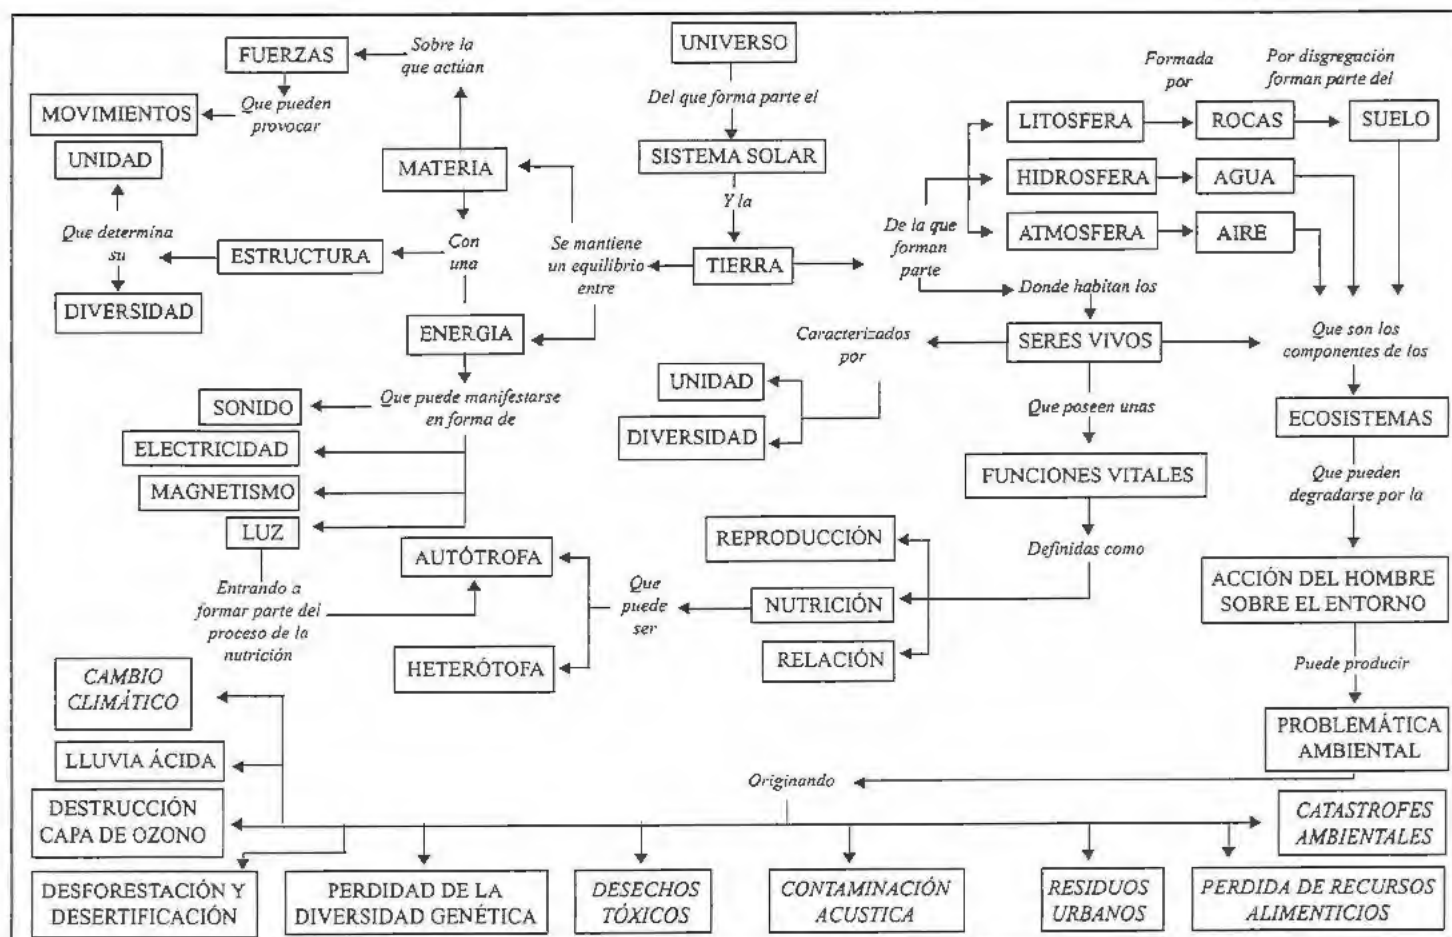 FUERZAS
Sobre la
que actúan
UNIVERSO
Formada
por
Por disgregación
forman parte del
MOVIMIENTOS
Que pueden
provocar
Del que forma parte el
LITOSFERA
ROCAS
SUELO
UNIDAD
MATERIA
SISTEMA SOLAR
HIDROSFERA
AGUA
Y la
De la que
forman
parte
ATMOSFERA
AIRE
Que determina
su
ESTRUCTURA
Con
una
Se mantiene
un equilibrio
entre
TIERRA
Donde habitan los
DIVERSIDAD
ENERGIA
Caracterizados
por
SERES VIVOS
Que son los
componentes de los
UNIDAD
SONIDO
Que puede manifestarse
en forma de
Que poseen unas
ECOSISTEMAS
DIVERSIDAD
ELECTRICIDAD
FUNCIONES VITALES
Que pueden
degradarse por la
MAGNETISMO
LUZ
REPRODUCCIÓN
Definidas como
AUTÓTROFA
ACCIÓN DEL HOMBRE
SOBRE EL ENTORNO
Entrando a
formar parte del
proceso de la
nutrición
Que
puede
ser
NUTRICIÓN
HETERÓTOFA
RELACIÓN
Puede producir
CAMBIO
CLIMÁTICO
PROBLEMÁTICA
AMBIENTAL
LLUVIA ÁCIDA
Originando
DESTRUCCIÓN
CAPA DE OZONO
CATASTROFES
AMBIENTALES
DESFORESTACIÓN Y
DESERTIFICACIÓN
PERDIDAD DE LA
DIVERSIDAD GENÉTICA
DESECHOS
TÓXICOS
CONTAMINACIÓN
ACUSTICA
RESIDUOS
URBANOS
PERDIDA DE RECURSOS
ALIMENTICIOS